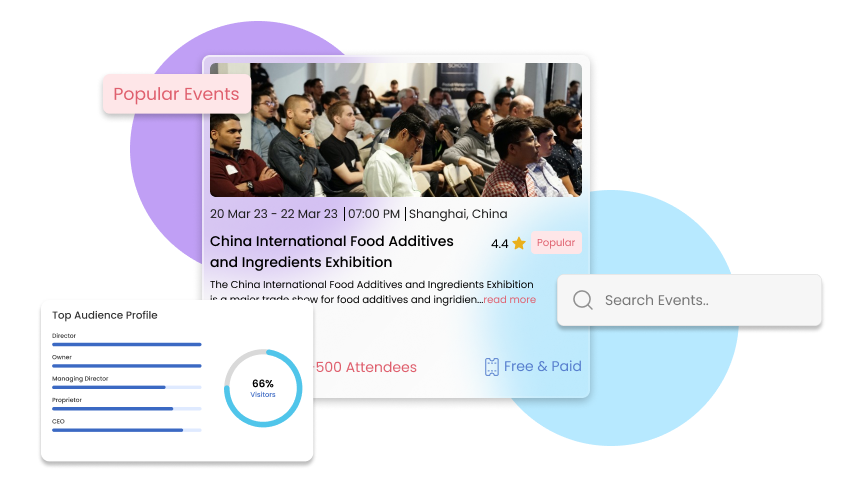 Popular Events
20 Mar 23 - 22 Mar 23 | 07:00 PM | Shanghai, China
China International Food Additives
and Ingredients Exhibition
4.4
Popular
The China International Food Additives and Ingredients Exhibition
is a major trade show for food additives and ingridien...read more
Search Events..
500 Attendees
Free & Paid
Top Audience Profile
Director
Owner
Managing Director
Proprietor
CEO
66%
Visitors